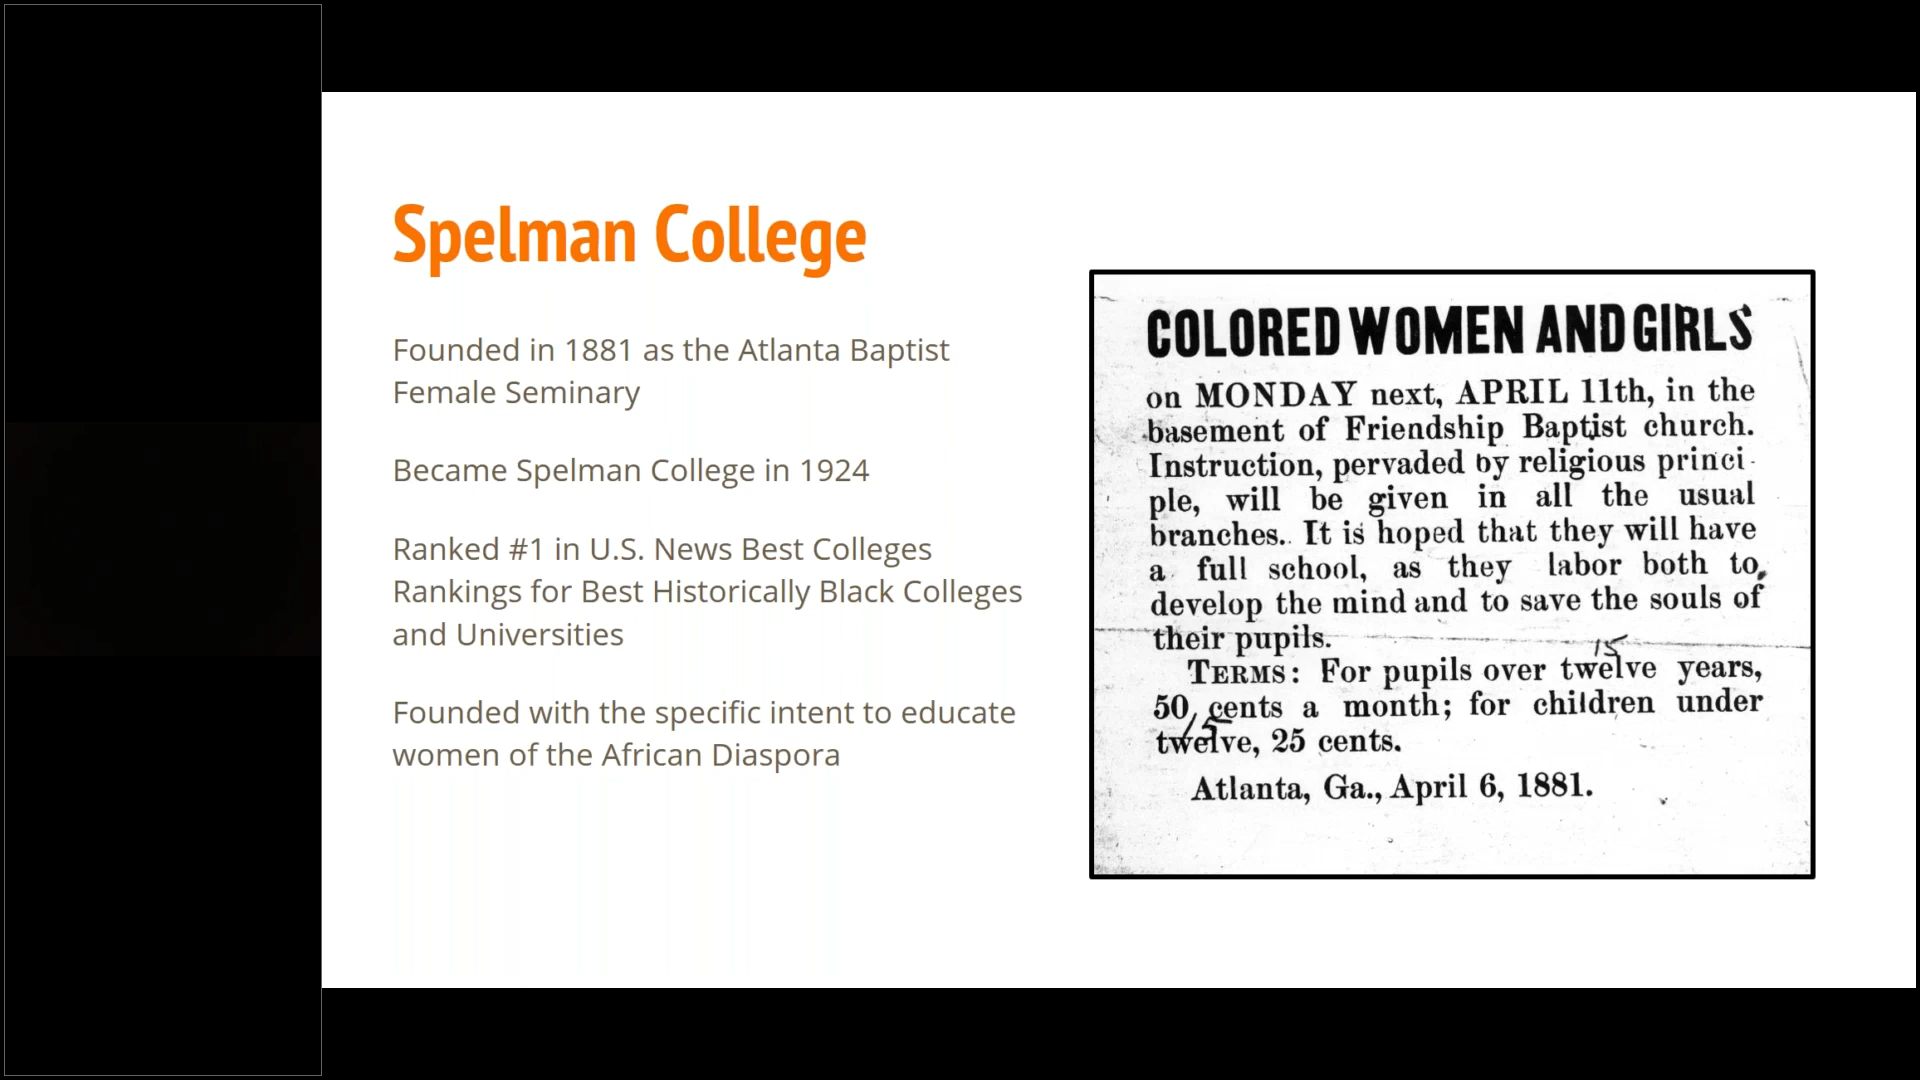 Spelman College
Founded in 1881 as the Atlanta Baptist
Female Seminary
Became Spelman College in 1924
Ranked #1 in U.S. News Best Colleges
Rankings for Best Historically Black Colleges
and Universities
Founded with the specific intent to educate
women of the African Diaspora
COLORED WOMEN AND GIRLS
on MONDAY next, APRIL 11th, in the
basement of Friendship Baptist church.
Instruction, pervaded by religious princi-
ple, will be given in all the usual
branches. It is hoped that they will have
a full school, as they labor both to
develop the mind and to save the souls of
their pupils.
15
TERMS: For pupils over twelve years,
50 cents a month; for children under
15
twelve, 25 cents.
Atlanta, Ga., April 6, 1881.